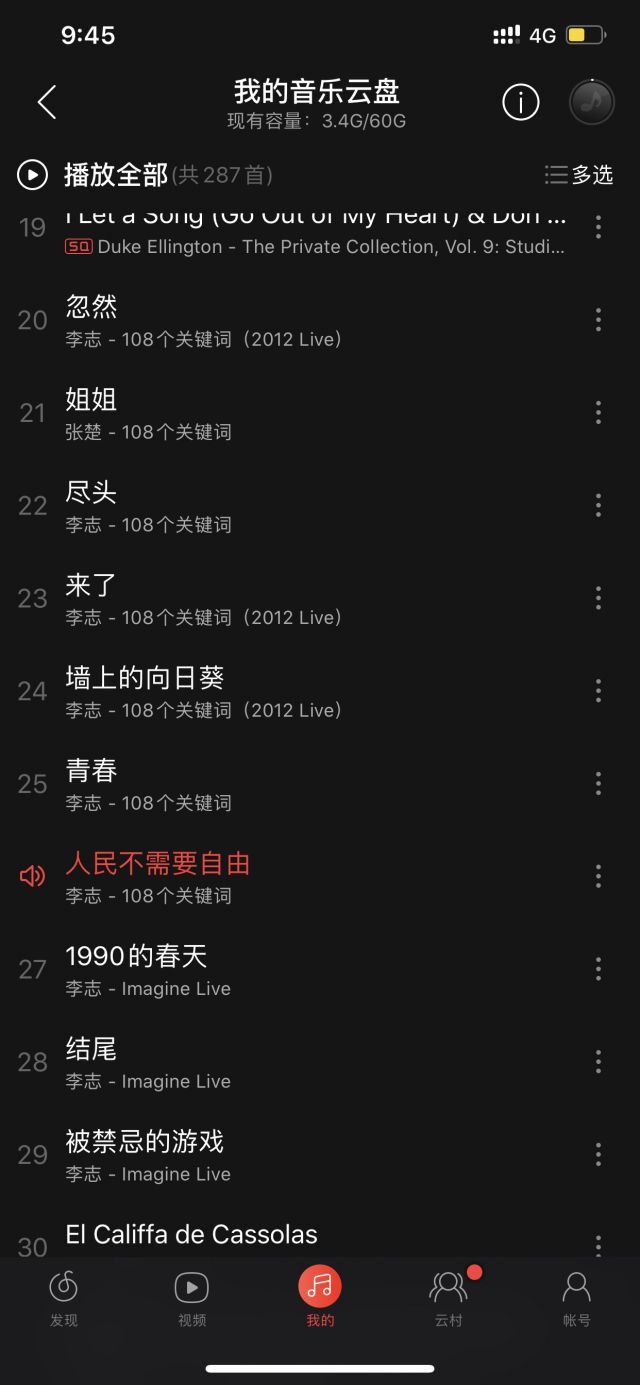 9:45
4G
我的音乐云盘
现有容量：3.4G/60G
播放全部(共287首)
多选
19
I Let a Song (Go Out of My Heart) & Don'...
SQ Duke Ellington - The Private Collection, Vol. 9: Studi...
20
忽然
李志 - 108个关键词（2012 Live）
21
姐姐
张楚 - 108个关键词
22
尽头
李志 - 108个关键词
23
来了
李志 - 108个关键词（2012 Live）
24
墙上的向日葵
李志 - 108个关键词（2012 Live）
25
青春
李志 - 108个关键词
人民不需要自由
李志 - 108个关键词
27
1990的春天
李志 - Imagine Live
28
结尾
李志 - Imagine Live
29
被禁忌的游戏
李志 - Imagine Live
30
El Califfa de Cassolas
发现
视频
我的
云村
帐号